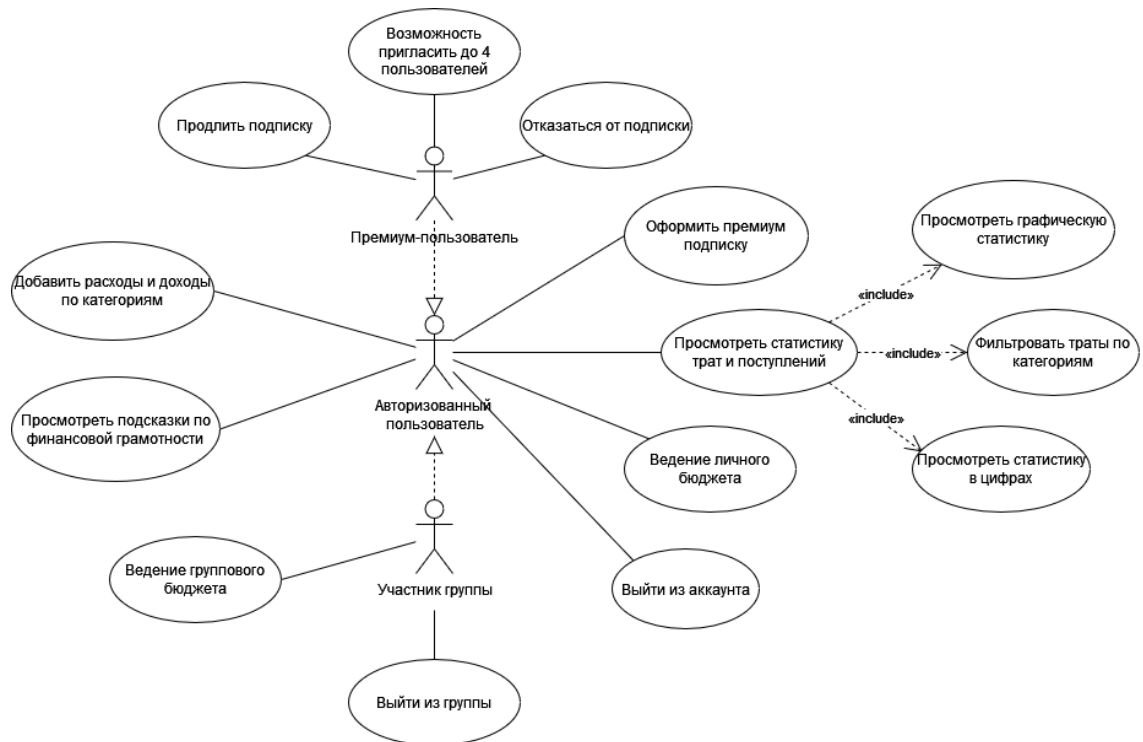 Возможность
пригласить до 4
пользователей
Продлить подписку
Отказаться от подписки
Премиум-пользователь
Оформить премиум
подписку
Просмотреть графическую
статистику
Добавить расходы и доходы
по категориям
«include»
Просмотреть статистику
трат и поступлений
«include»
Фильтровать траты по
категориям
Просмотреть подсказки по
финансовой грамотности
Авторизованный
пользователь
«include»
Ведение личного
бюджета
Просмотреть статистику
в цифрах
Ведение группового
бюджета
Участник группы
Выйти из аккаунта
Выйти из группы